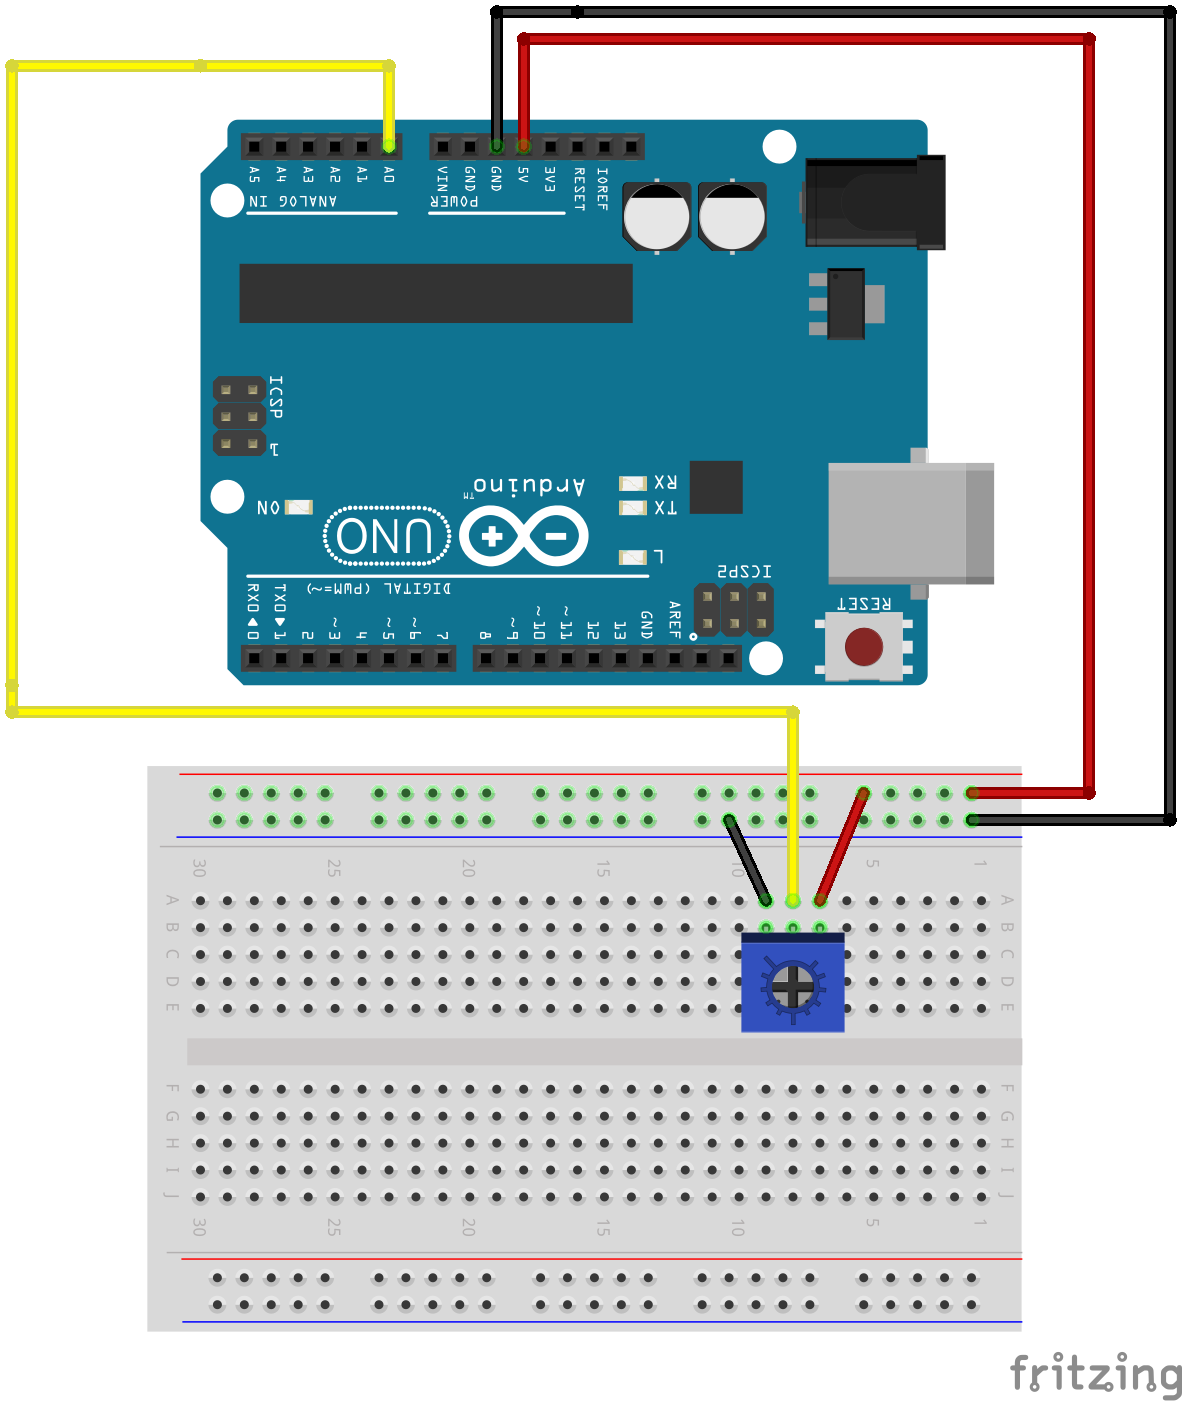 A5 A4 A3 A2 A1 A0
VIN GND GND 5V 3V3 RESET IOREF
ANALOG IN
POWER
ICSP
1
ON
UNO
Arduino
TM
RX
TX
L
ICSP2
RESET
DIGITAL (PWM=~)
RX0◀0 TX0▶1 2 ~3 4 ~5 ~6 7
8 ~9 ~10 ~11 12 13 GND AREF
30 25 20 15 10 5 1
A A
B B
C C
D D
E E
F F
G G
H H
I I
J J
30 25 20 15 10 5 1
fritzing